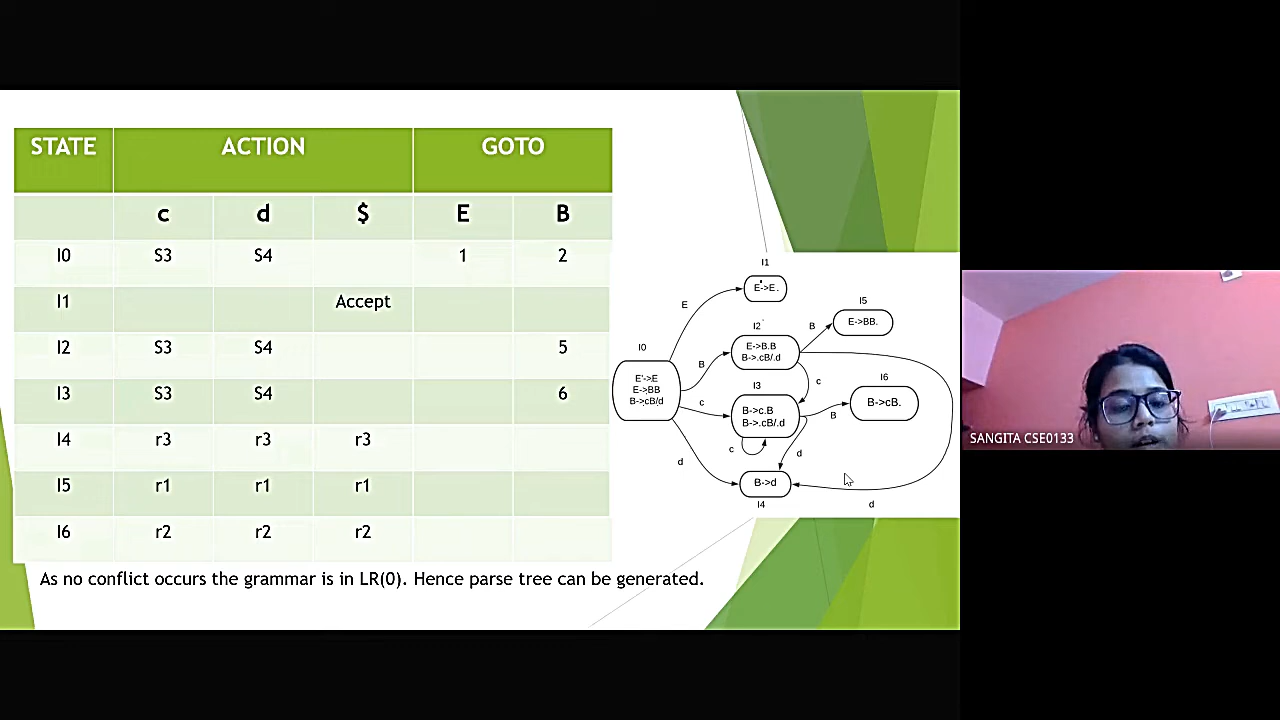 STATE ACTION GOTO
c d $ E B
I0 S3 S4 1 2
I1 Accept
I2 S3 S4 5
I3 S3 S4 6
I4 r3 r3 r3
I5 r1 r1 r1
I6 r2 r2 r2
As no conflict occurs the grammar is in LR(0). Hence parse tree can be generated.
I1
E'->E.
E
I5
E->BB.
B
I2`
E->B.B
B->.cB/.d
I0
E'->E
E->BB
B->cB/d
B
c
I3
B->c.B
B->.cB/.d
I6
B->cB.
B
c
c
d
d
B->d
I4
d
SANGITA CSE0133